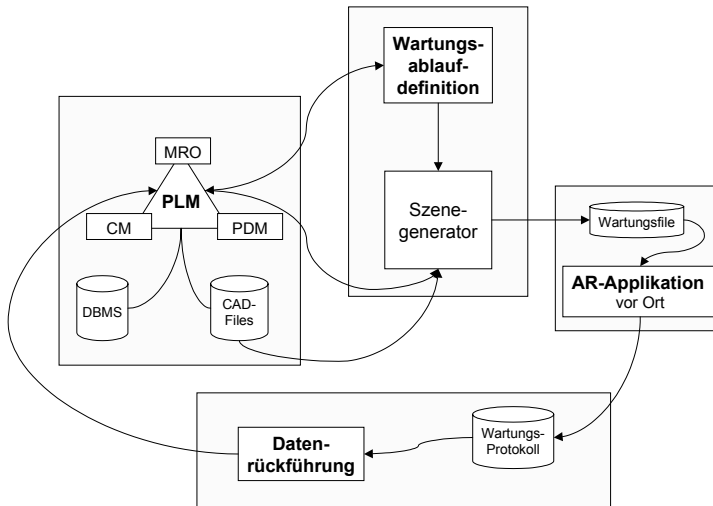 Wartungs-
ablauf-
definition
MRO
PLM
CM
PDM
DBMS
CAD-
Files
Szene-
generator
Wartungsfile
AR-Applikation
vor Ort
Daten-
rückführung
Wartungs-
Protokoll